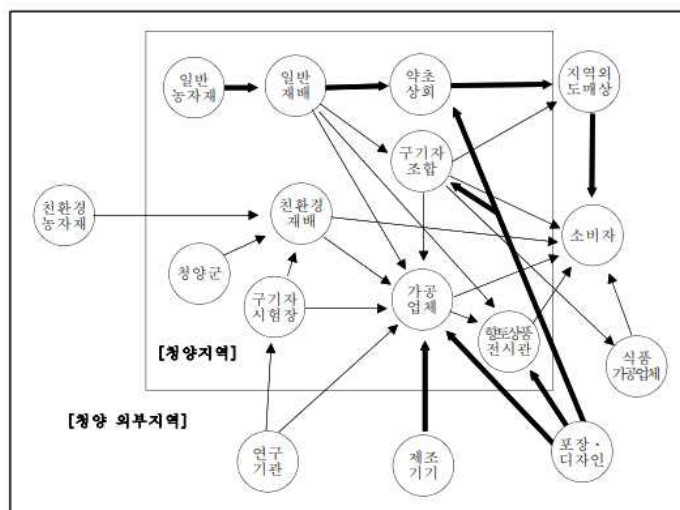 일반
농자재
일반
재배
약초
상회
지역외
도매상
구기자
조합
친환경
농자재
친환경
재배
소비자
청양군
구기자
시험장
가공
업체
향토상품
전시관
식품
가공업체
[청양지역]
[청양 외부지역]
연구
기관
제조
기기
포장·
디자인